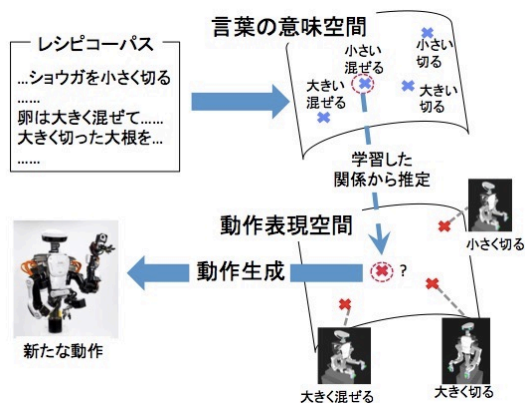 レシピコーパス
...ショウガを小さく切る
......
卵は大きく混ぜて......
大きく切った大根を...
......
言葉の意味空間
小さい
混ぜる
小さい
切る
大きい
混ぜる
大きい
切る
学習した
関係から推定
動作表現空間
小さく切る
?
動作生成
新たな動作
大きく混ぜる
大きく切る